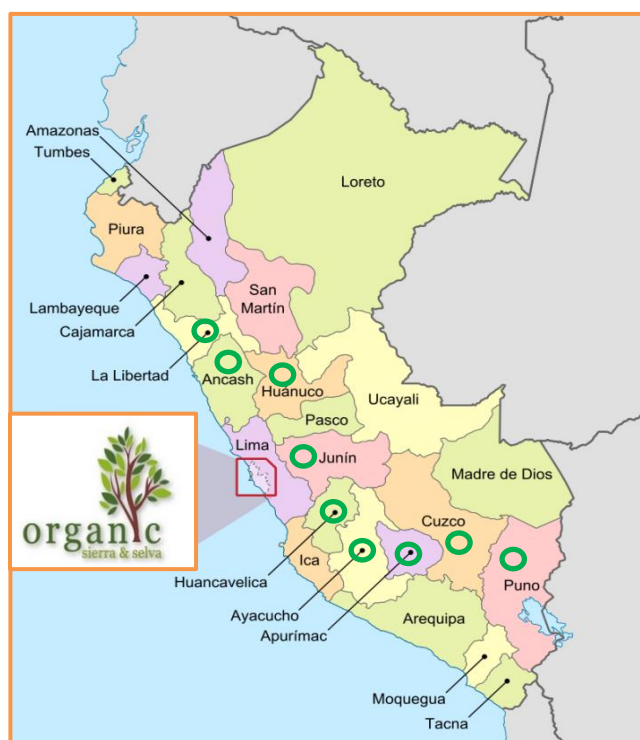 Amazonas
Tumbes
Loreto
Piura
Lambayeque
Cajamarca
San
Martín
La Libertad
Ancash
Huánuco
Ucayali
Pasco
Lima
Junín
Madre de Dios
organic
sierra & selva
Cuzco
Huancavelica
Ica
Puno
Ayacucho
Apurímac
Arequipa
Moquegua
Tacna